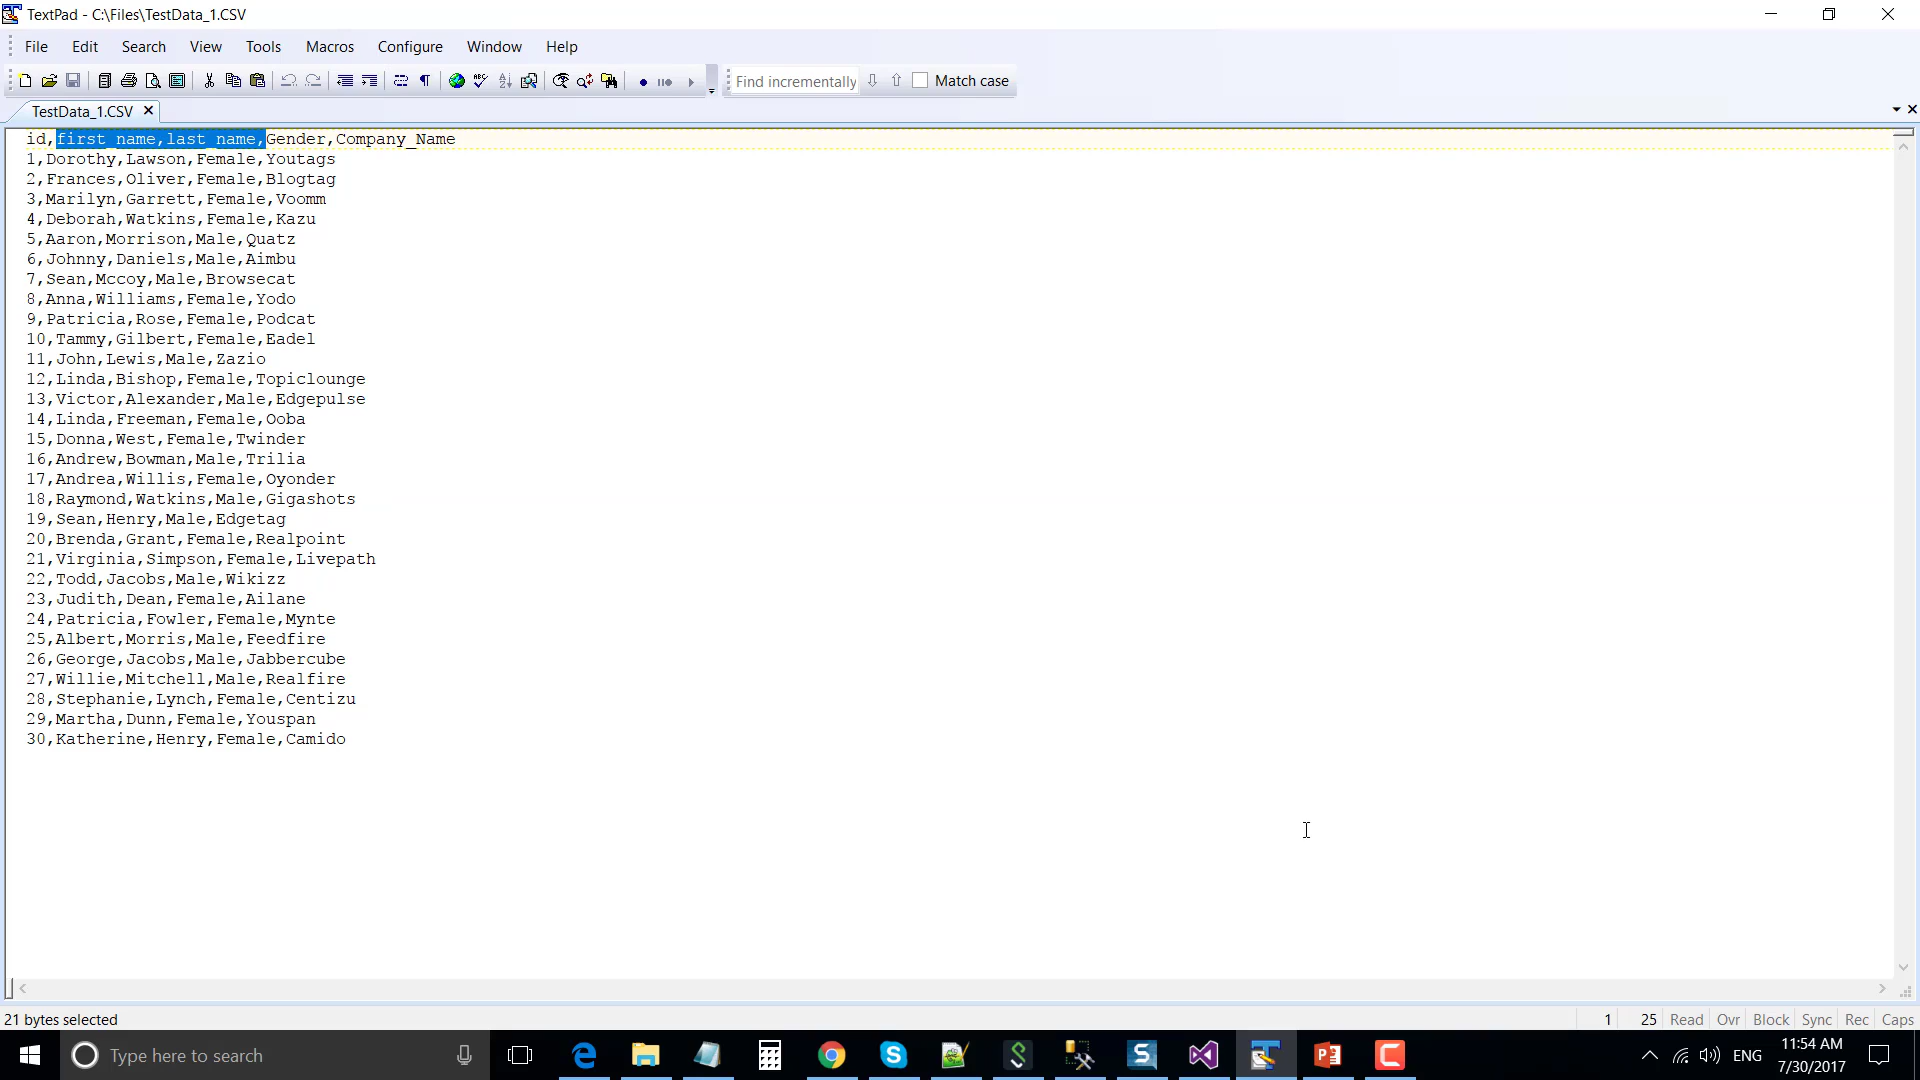 TextPad - C:\Files\TestData_1.CSV
File Edit Search View Tools Macros Configure Window Help
Find incrementally Match case
TestData_1.CSV
id,first_name,last_name,Gender,Company_Name
1,Dorothy,Lawson,Female,Youtags
2,Frances,Oliver,Female,Blogtag
3,Marilyn,Garrett,Female,Voomm
4,Deborah,Watkins,Female,Kazu
5,Aaron,Morrison,Male,Quatz
6,Johnny,Daniels,Male,Aimbu
7,Sean,Mccoy,Male,Browsecat
8,Anna,Williams,Female,Yodo
9,Patricia,Rose,Female,Podcat
10,Tammy,Gilbert,Female,Eadel
11,John,Lewis,Male,Zazio
12,Linda,Bishop,Female,Topiclounge
13,Victor,Alexander,Male,Edgepulse
14,Linda,Freeman,Female,Ooba
15,Donna,West,Female,Twinder
16,Andrew,Bowman,Male,Trilia
17,Andrea,Willis,Female,Oyonder
18,Raymond,Watkins,Male,Gigashots
19,Sean,Henry,Male,Edgetag
20,Brenda,Grant,Female,Realpoint
21,Virginia,Simpson,Female,Livepath
22,Todd,Jacobs,Male,Wikizz
23,Judith,Dean,Female,Ailane
24,Patricia,Fowler,Female,Mynte
25,Albert,Morris,Male,Feedfire
26,George,Jacobs,Male,Jabbercube
27,Willie,Mitchell,Male,Realfire
28,Stephanie,Lynch,Female,Centizu
29,Martha,Dunn,Female,Youspan
30,Katherine,Henry,Female,Camido
21 bytes selected 1 25 Read Ovr Block Sync Rec Caps
Type here to search ENG 11:54 AM
7/30/2017